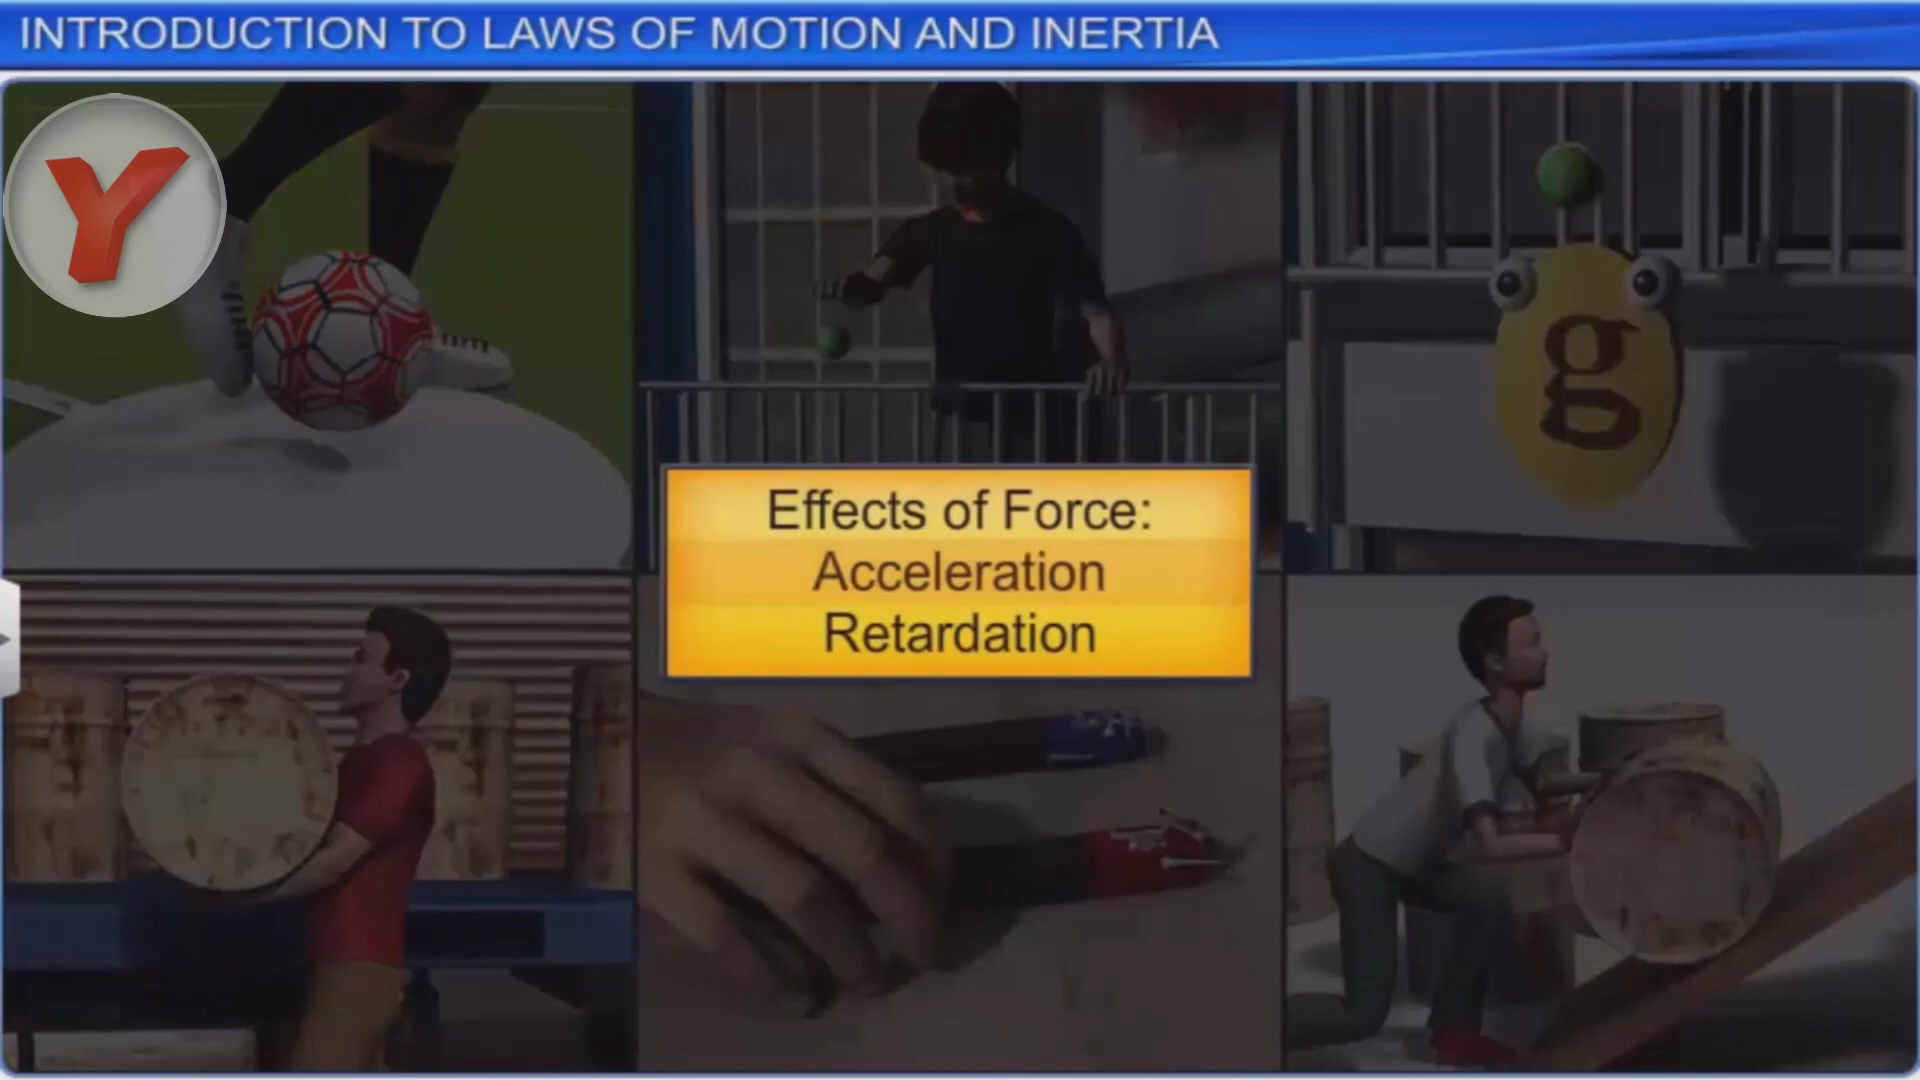 INTRODUCTION TO LAWS OF MOTION AND INERTIA
Y
g
Effects of Force:
Acceleration
Retardation